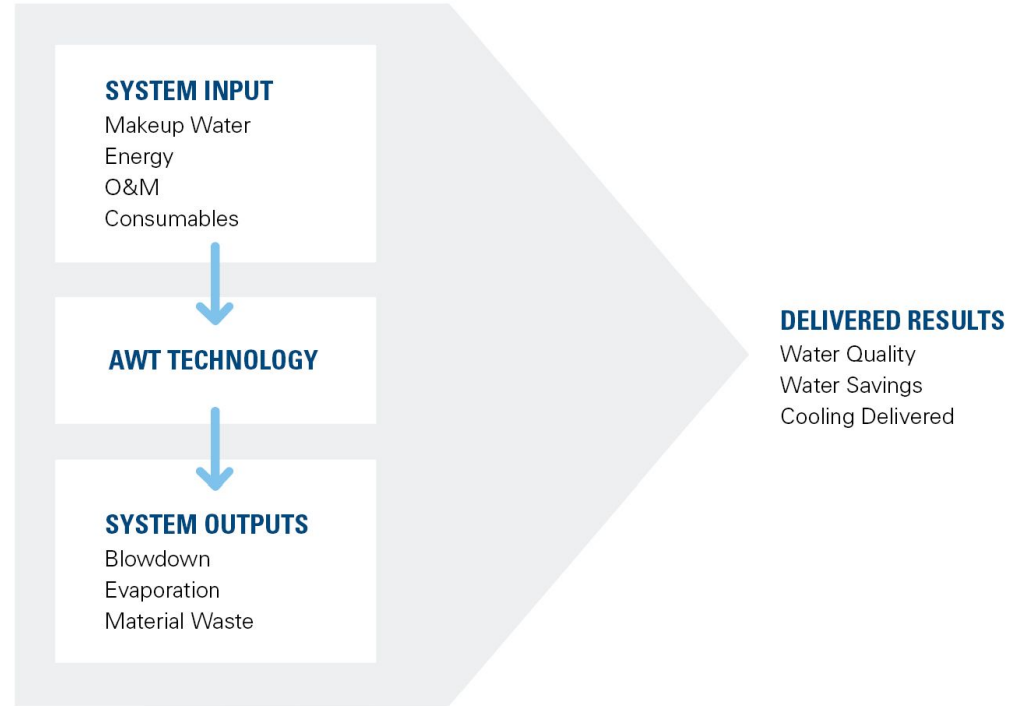 SYSTEM INPUT
Makeup Water
Energy
O&M
Consumables
AWT TECHNOLOGY
SYSTEM OUTPUTS
Blowdown
Evaporation
Material Waste
DELIVERED RESULTS
Water Quality
Water Savings
Cooling Delivered